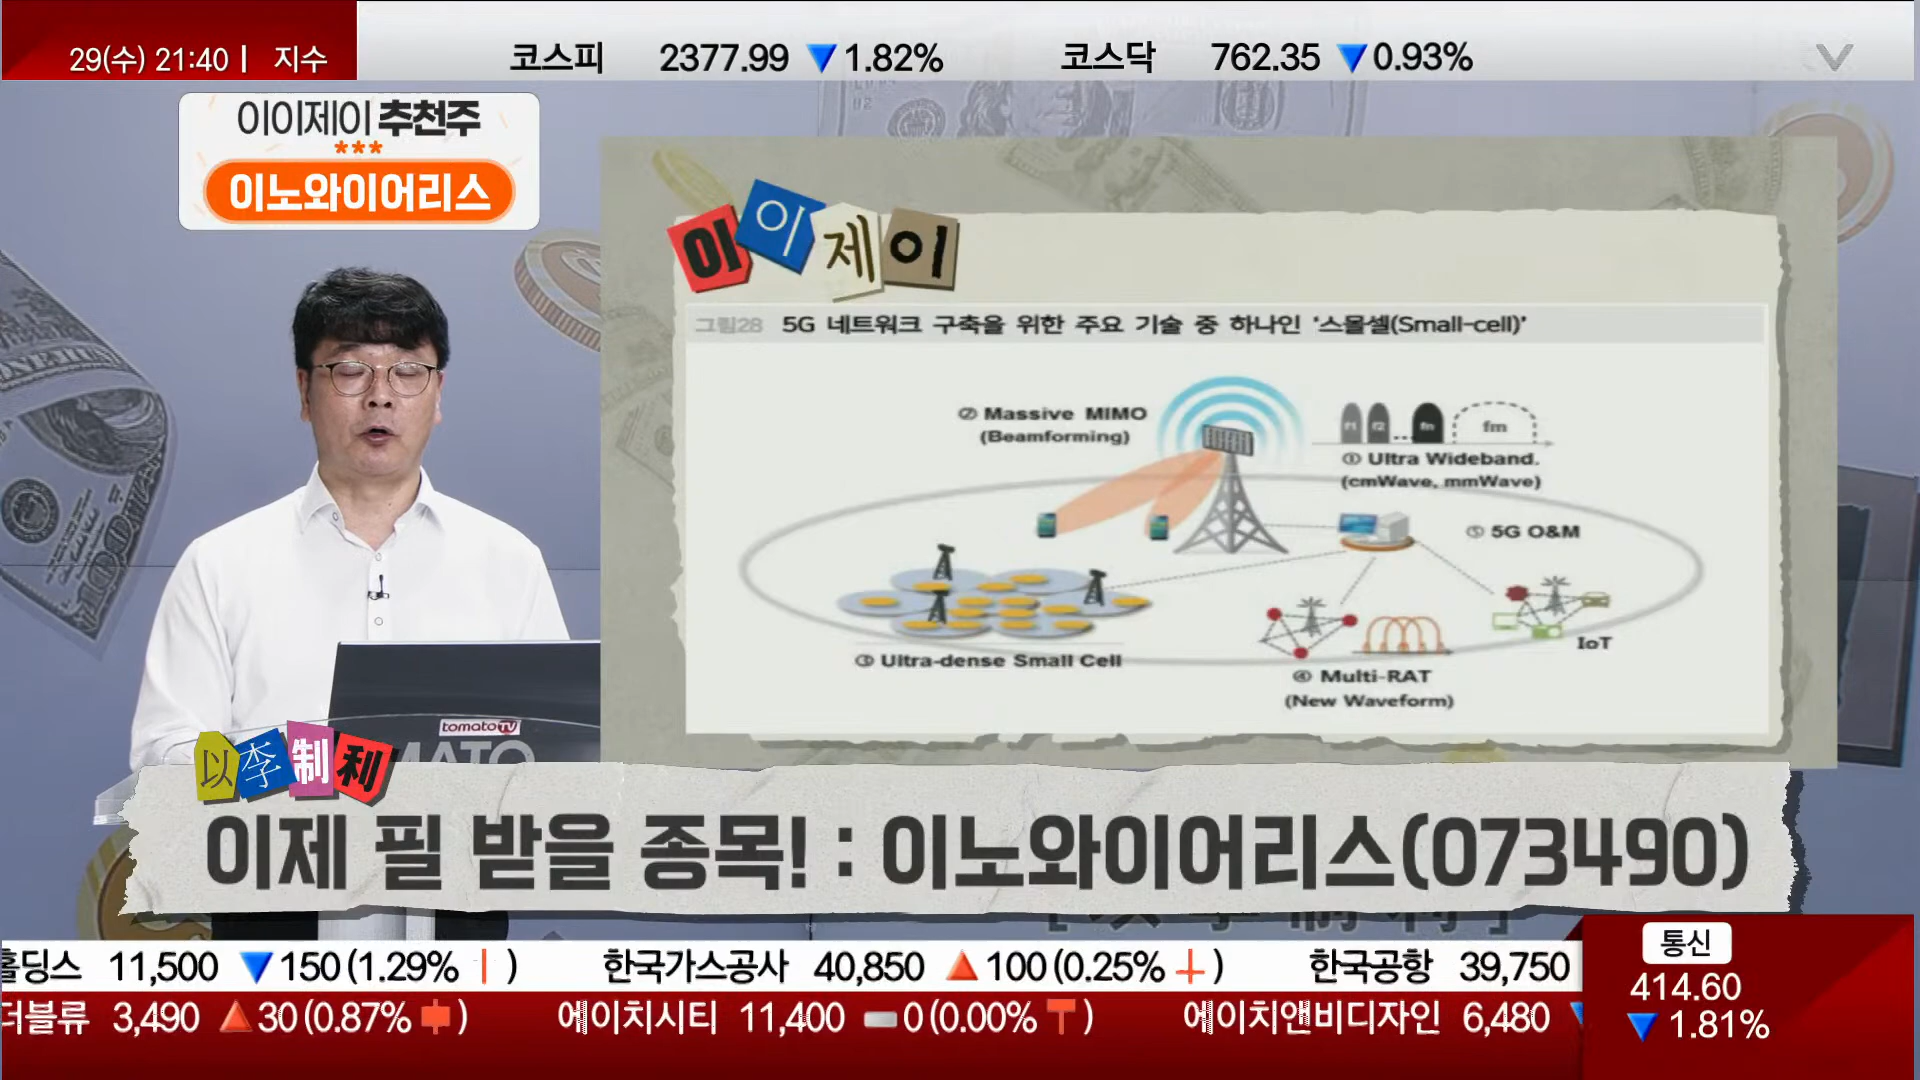 29(수) 21:40 | 지수
코스피 2377.99 ▼1.82% 코스닥 762.35 ▼0.93%
이이제이 추천주
***
이노와이어리스
이이제이
그림28 5G 네트워크 구축을 위한 주요 기술 중 하나인 '스몰셀(Small-cell)'
② Massive MIMO
(Beamforming)
f1 f2 fn fm
① Ultra Wideband.
(cmWave, mmWave)
⑤ 5G O&M
IoT
③ Ultra-dense Small Cell
④ Multi-RAT
(New Waveform)
tomatoTV
以李制利
이제 필 받을 종목! : 이노와이어리스(073490)
홀딩스 11,500 ▼150(1.29% ) 한국가스공사 40,850 ▲100(0.25% ) 한국공항 39,750
더블류 3,490 ▲30(0.87% ) 에이치시티 11,400 0(0.00% ) 에이치앤비디자인 6,480
통신
414.60
▼ 1.81%